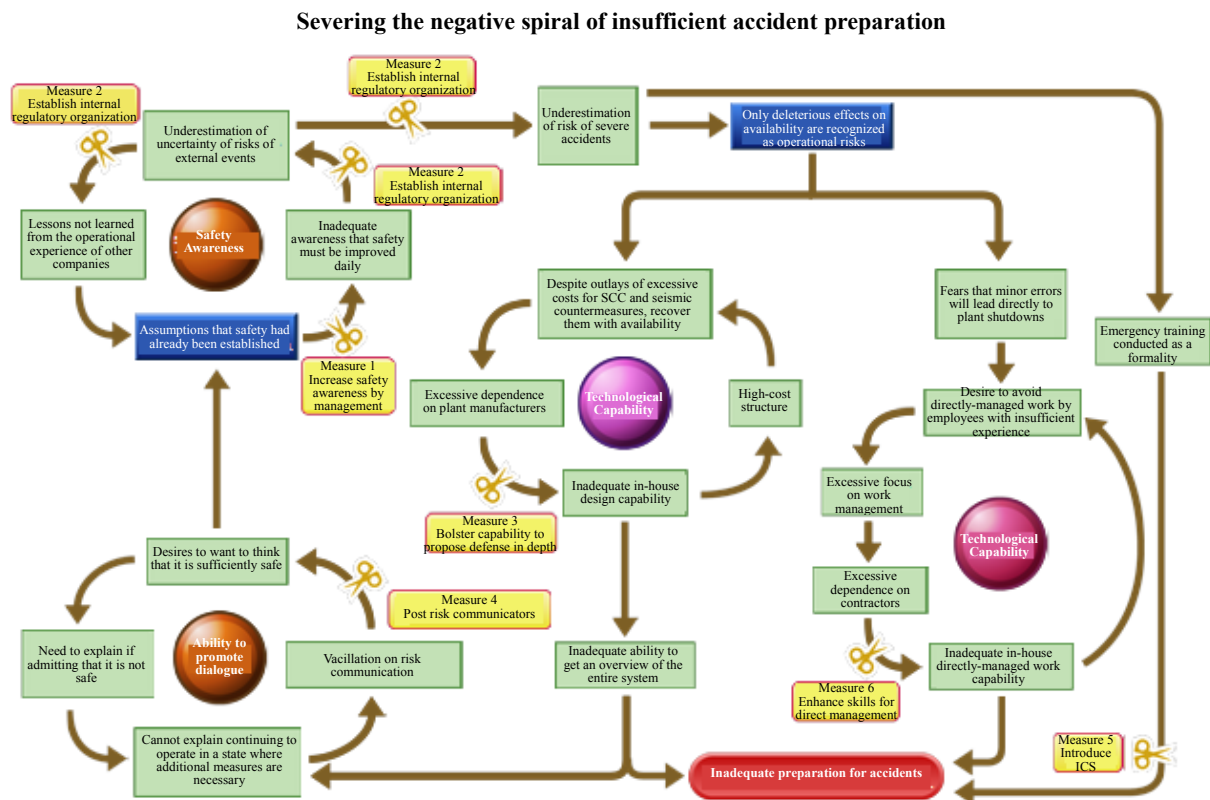 Severing the negative spiral of insufficient accident preparation
Measure 2
Establish internal
regulatory organization
Measure 2
Establish internal
regulatory organization
Underestimation of
uncertainty of risks of
external events
Underestimation
of risk of severe
accidents
Only deleterious effects on
availability are recognized
as operational risks
Measure 2
Establish internal
regulatory organization
Lessons not learned
from the operational
experience of other
companies
Safety
Awareness
Inadequate
awareness that safety
must be improved
daily
Assumptions that safety had
already been established
Measure 1
Increase safety
awareness by
management
Despite outlays of excessive
costs for SCC and seismic
countermeasures, recover
them with availability
Fears that minor errors
will lead directly to
plant shutdowns
Emergency training
conducted as a
formality
Excessive dependence
on plant manufacturers
Technological
Capability
High-cost
structure
Desire to avoid
directly-managed work by
employees with insufficient
experience
Inadequate in-house
design capability
Measure 3
Bolster capability to
propose defense in depth
Excessive focus
on work
management
Technological
Capability
Excessive
dependence on
contractors
Desires to want to think
that it is sufficiently safe
Measure 4
Post risk communicators
Need to explain if
admitting that it is not
safe
Ability to
promote
dialogue
Vacillation on risk
communication
Inadequate ability to
get an overview of the
entire system
Inadequate in-house
directly-managed work
capability
Measure 6
Enhance skills for
direct management
Cannot explain continuing to
operate in a state where
additional measures are
necessary
Inadequate preparation for accidents
Measure 5
Introduce
ICS